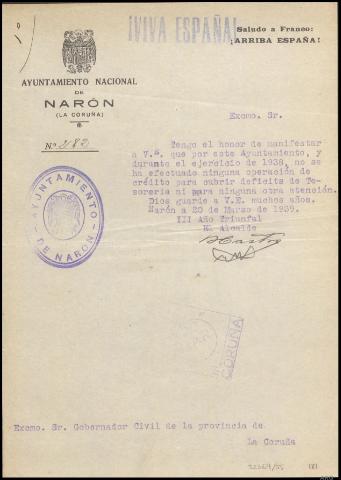 ¡VIVA ESPAÑA!
Saludo a Franco:
¡ARRIBA ESPAÑA!
AYUNTAMIENTO NACIONAL
DE
NARÓN
(LA CORUÑA)
Excmo. Sr.
Nº 482
Tengo el honor de manifestar
a V.ª que por este Ayuntamiento, y
durante el ejercicio de 1938, no se
ha efectuado ninguna operación de
crédito para cubrir deficits de Te-
sorería ni para ninguna otra atención.
Dios guarde a V.E. muchos años.
Narón a 20 de Marzo de 1939.
III Año Triunfal
El Alcalde
AYUNTAMIENTO
DE NARÓN
CORUÑA
Excmo. Sr. Gobernador Civil de la provincia de
La Coruña